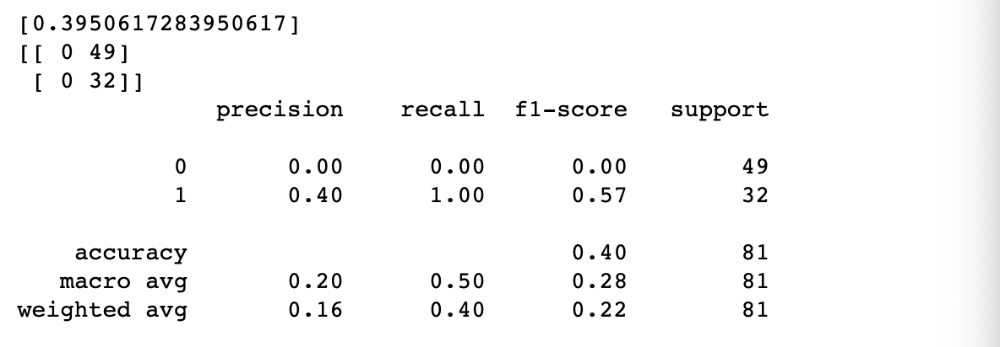 [0.3950617283950617]
[[ 0 49]
 [ 0 32]]
              precision    recall  f1-score   support

           0       0.00      0.00      0.00        49
           1       0.40      1.00      0.57        32

    accuracy                           0.40        81
   macro avg       0.20      0.50      0.28        81
weighted avg       0.16      0.40      0.22        81